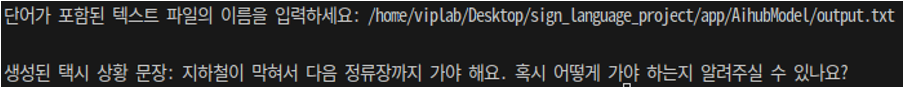 단어가 포함된 텍스트 파일의 이름을 입력하세요: /home/viplab/Desktop/sign_language_project/app/AihubModel/output.txt
생성된 택시 상황 문장: 지하철이 막혀서 다음 정류장까지 가야 해요. 혹시 어떻게 가야 하는지 알려주실 수 있나요?